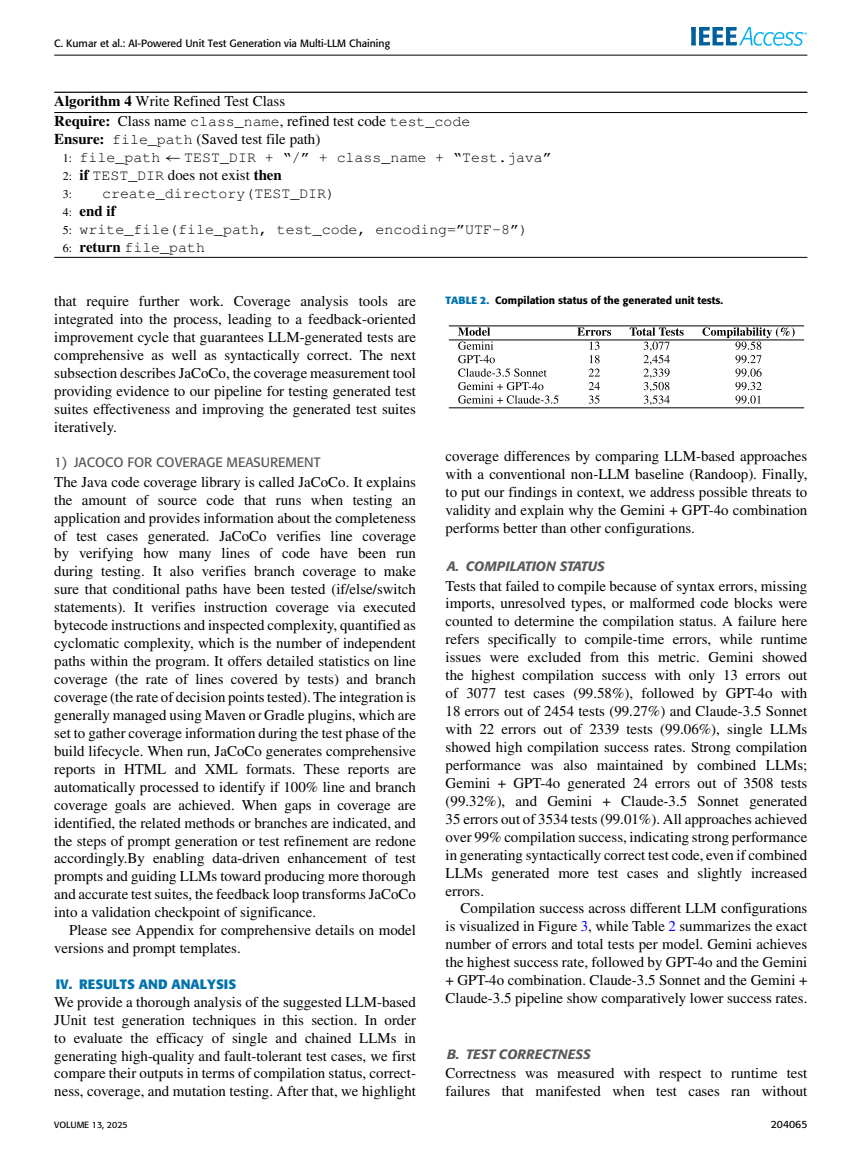 C. Kumar et al.: AI-Powered Unit Test Generation via Multi-LLM Chaining
IEEE Access
Algorithm 4 Write Refined Test Class
Require: Class name class_name, refined test code test_code
Ensure: file_path (Saved test file path)
1: file_path ← TEST_DIR + “/” + class_name + “Test.java”
2: if TEST_DIR does not exist then
3: create_directory(TEST_DIR)
4: end if
5: write_file(file_path, test_code, encoding=”UTF-8”)
6: return file_path
that require further work. Coverage analysis tools are
integrated into the process, leading to a feedback-oriented
improvement cycle that guarantees LLM-generated tests are
comprehensive as well as syntactically correct. The next
subsection describes JaCoCo, the coverage measurement tool
providing evidence to our pipeline for testing generated test
suites effectiveness and improving the generated test suites
iteratively.
1) JACOCO FOR COVERAGE MEASUREMENT
The Java code coverage library is called JaCoCo. It explains
the amount of source code that runs when testing an
application and provides information about the completeness
of test cases generated. JaCoCo verifies line coverage
by verifying how many lines of code have been run
during testing. It also verifies branch coverage to make
sure that conditional paths have been tested (if/else/switch
statements). It verifies instruction coverage via executed
bytecode instructions and inspected complexity, quantified as
cyclomatic complexity, which is the number of independent
paths within the program. It offers detailed statistics on line
coverage (the rate of lines covered by tests) and branch
coverage (the rate of decision points tested). The integration is
generally managed using Maven or Gradle plugins, which are
set to gather coverage information during the test phase of the
build lifecycle. When run, JaCoCo generates comprehensive
reports in HTML and XML formats. These reports are
automatically processed to identify if 100% line and branch
coverage goals are achieved. When gaps in coverage are
identified, the related methods or branches are indicated, and
the steps of prompt generation or test refinement are redone
accordingly.By enabling data-driven enhancement of test
prompts and guiding LLMs toward producing more thorough
and accurate test suites, the feedback loop transforms JaCoCo
into a validation checkpoint of significance.
Please see Appendix for comprehensive details on model
versions and prompt templates.
IV. RESULTS AND ANALYSIS
We provide a thorough analysis of the suggested LLM-based
JUnit test generation techniques in this section. In order
to evaluate the efficacy of single and chained LLMs in
generating high-quality and fault-tolerant test cases, we first
compare their outputs in terms of compilation status, correct-
ness, coverage, and mutation testing. After that, we highlight
TABLE 2. Compilation status of the generated unit tests.
Model Errors Total Tests Compilability (%)
Gemini 13 3,077 99.58
GPT-4o 18 2,454 99.27
Claude-3.5 Sonnet 22 2,339 99.06
Gemini + GPT-4o 24 3,508 99.32
Gemini + Claude-3.5 35 3,534 99.01
coverage differences by comparing LLM-based approaches
with a conventional non-LLM baseline (Randoop). Finally,
to put our findings in context, we address possible threats to
validity and explain why the Gemini + GPT-4o combination
performs better than other configurations.
A. COMPILATION STATUS
Tests that failed to compile because of syntax errors, missing
imports, unresolved types, or malformed code blocks were
counted to determine the compilation status. A failure here
refers specifically to compile-time errors, while runtime
issues were excluded from this metric. Gemini showed
the highest compilation success with only 13 errors out
of 3077 test cases (99.58%), followed by GPT-4o with
18 errors out of 2454 tests (99.27%) and Claude-3.5 Sonnet
with 22 errors out of 2339 tests (99.06%), single LLMs
showed high compilation success rates. Strong compilation
performance was also maintained by combined LLMs;
Gemini + GPT-4o generated 24 errors out of 3508 tests
(99.32%), and Gemini + Claude-3.5 Sonnet generated
35 errors out of 3534 tests (99.01%). All approaches achieved
over 99% compilation success, indicating strong performance
in generating syntactically correct test code, even if combined
LLMs generated more test cases and slightly increased
errors.
Compilation success across different LLM configurations
is visualized in Figure 3, while Table 2 summarizes the exact
number of errors and total tests per model. Gemini achieves
the highest success rate, followed by GPT-4o and the Gemini
+ GPT-4o combination. Claude-3.5 Sonnet and the Gemini +
Claude-3.5 pipeline show comparatively lower success rates.
B. TEST CORRECTNESS
Correctness was measured with respect to runtime test
failures that manifested when test cases ran without
VOLUME 13, 2025
204065